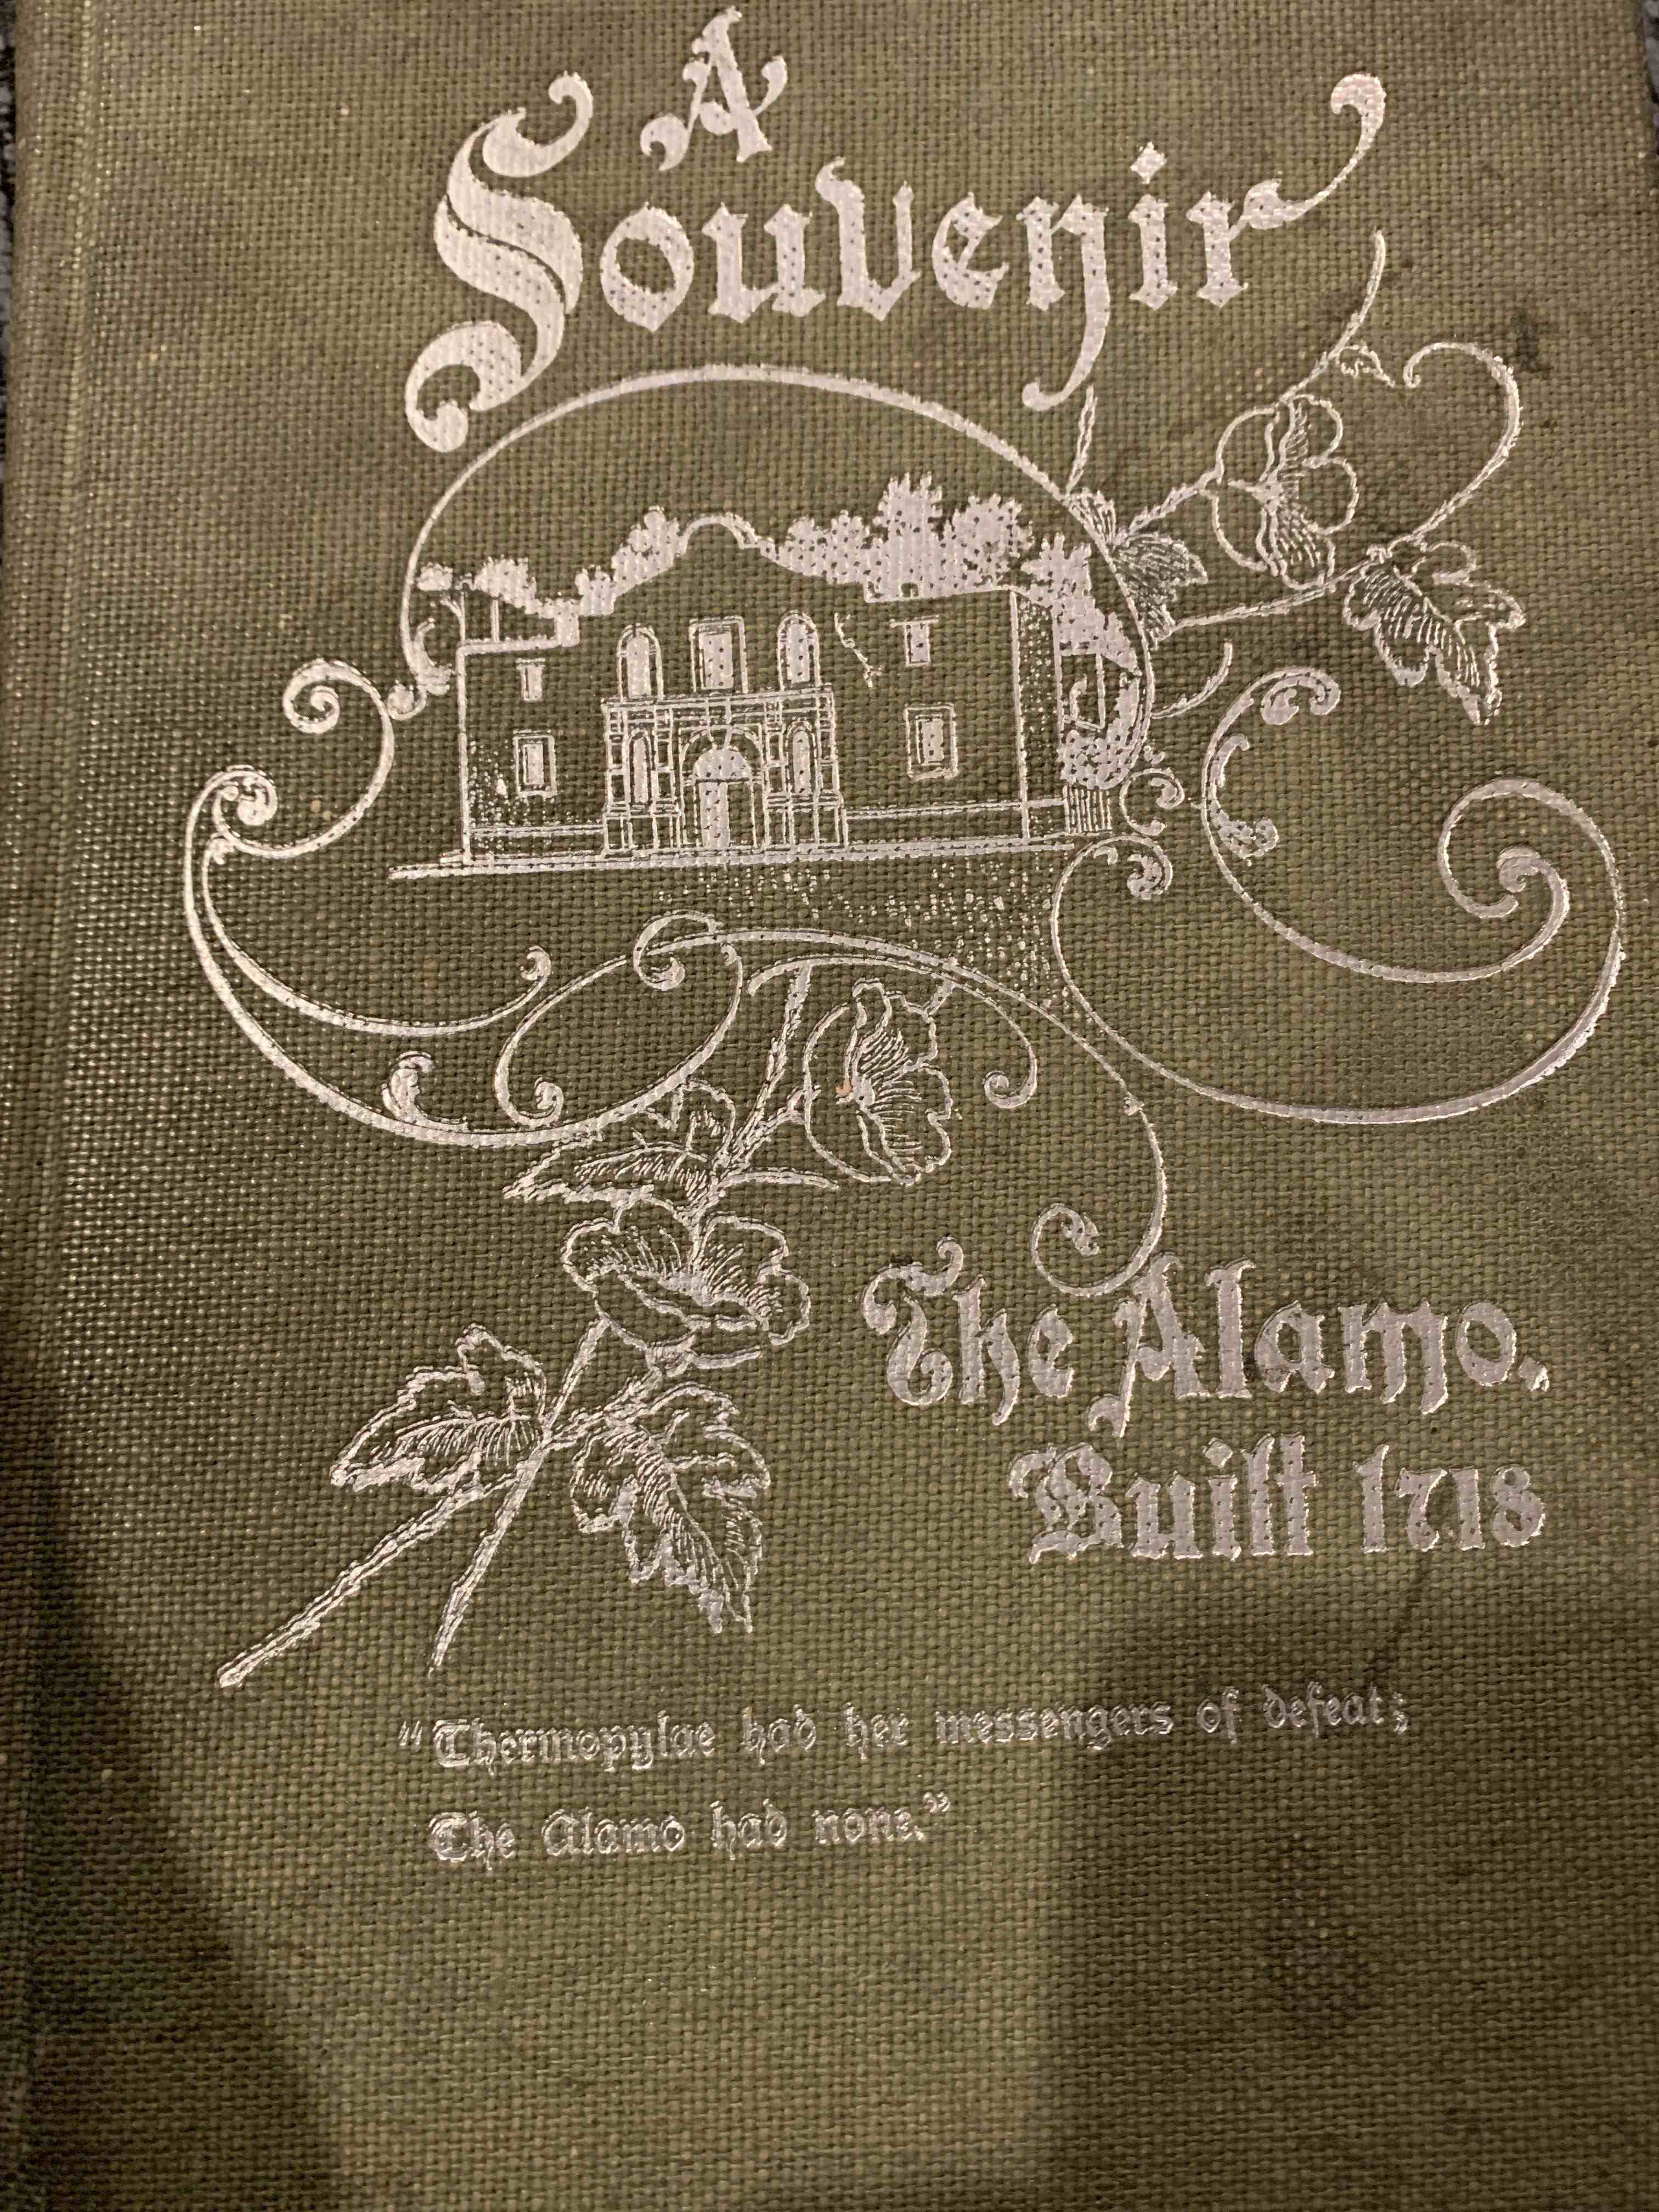 A
Souvenir
The Alamo.
Built 1718
"Thermopylae had her messengers of defeat;
The Alamo had none."